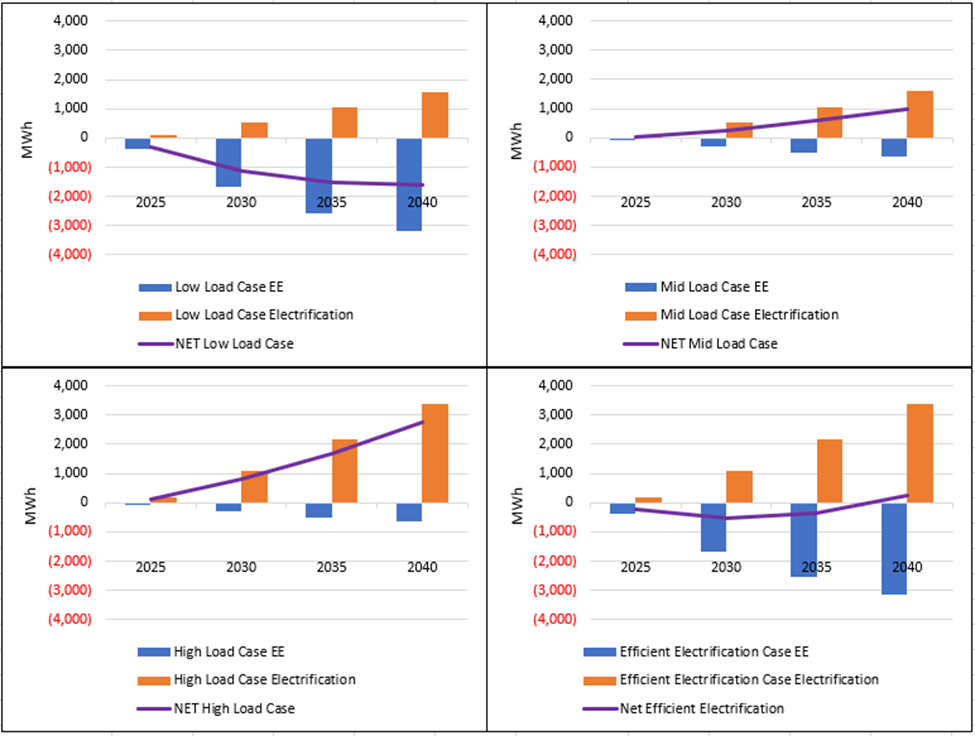 4,000
3,000
2,000
1,000
0
(1,000)
(2,000)
(3,000)
(4,000)
MWh
2025 2030 2035 2040
Low Load Case EE
Low Load Case Electrification
NET Low Load Case
4,000
3,000
2,000
1,000
0
(1,000)
(2,000)
(3,000)
(4,000)
MWh
2025 2030 2035 2040
Mid Load Case EE
Mid Load Case Electrification
NET Mid Load Case
4,000
3,000
2,000
1,000
0
(1,000)
(2,000)
(3,000)
(4,000)
MWh
2025 2030 2035 2040
High Load Case EE
High Load Case Electrification
NET High Load Case
4,000
3,000
2,000
1,000
0
(1,000)
(2,000)
(3,000)
(4,000)
MWh
2025 2030 2035 2040
Efficient Electrification Case EE
Efficient Electrification Case Electrification
Net Efficient Electrification